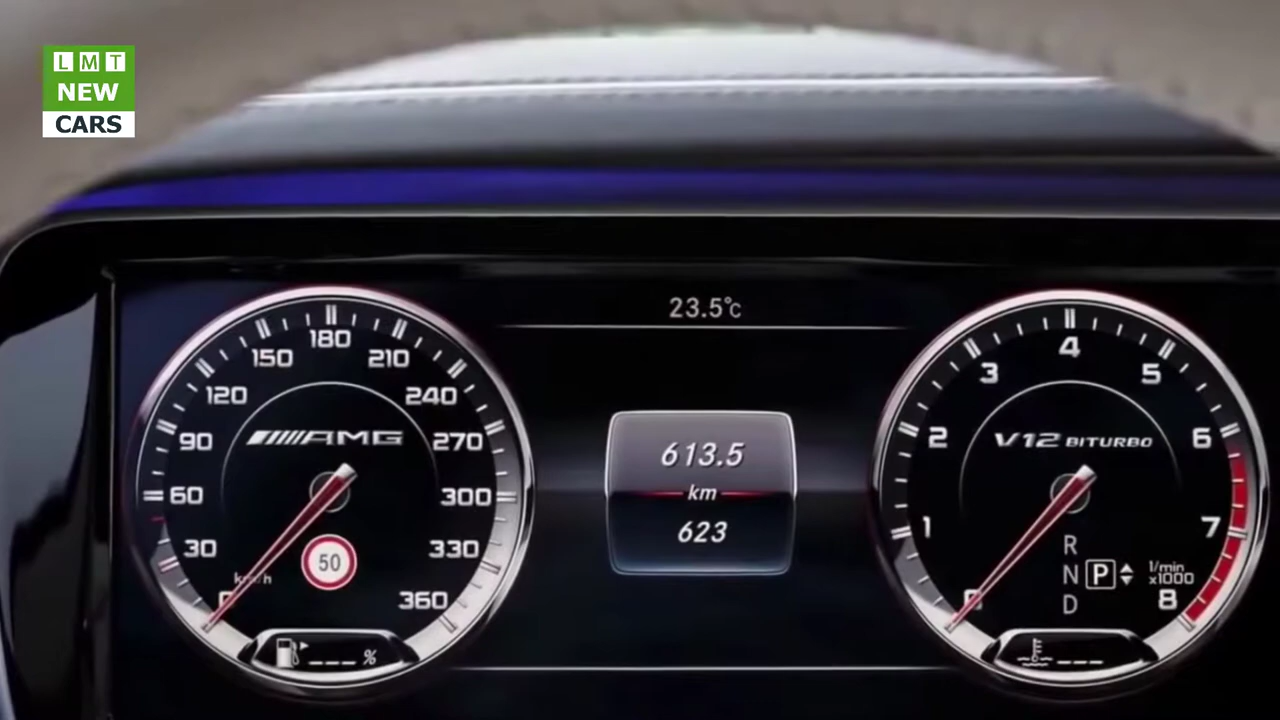 LMT
NEW
CARS
23.5°C
0
30
60
90
120
150
180
210
240
270
300
330
360
AMG
50
km/h
--- %
613.5
km
623
0
1
2
3
4
5
6
7
8
V12 BITURBO
R
N
D
P
1/min
x1000
---